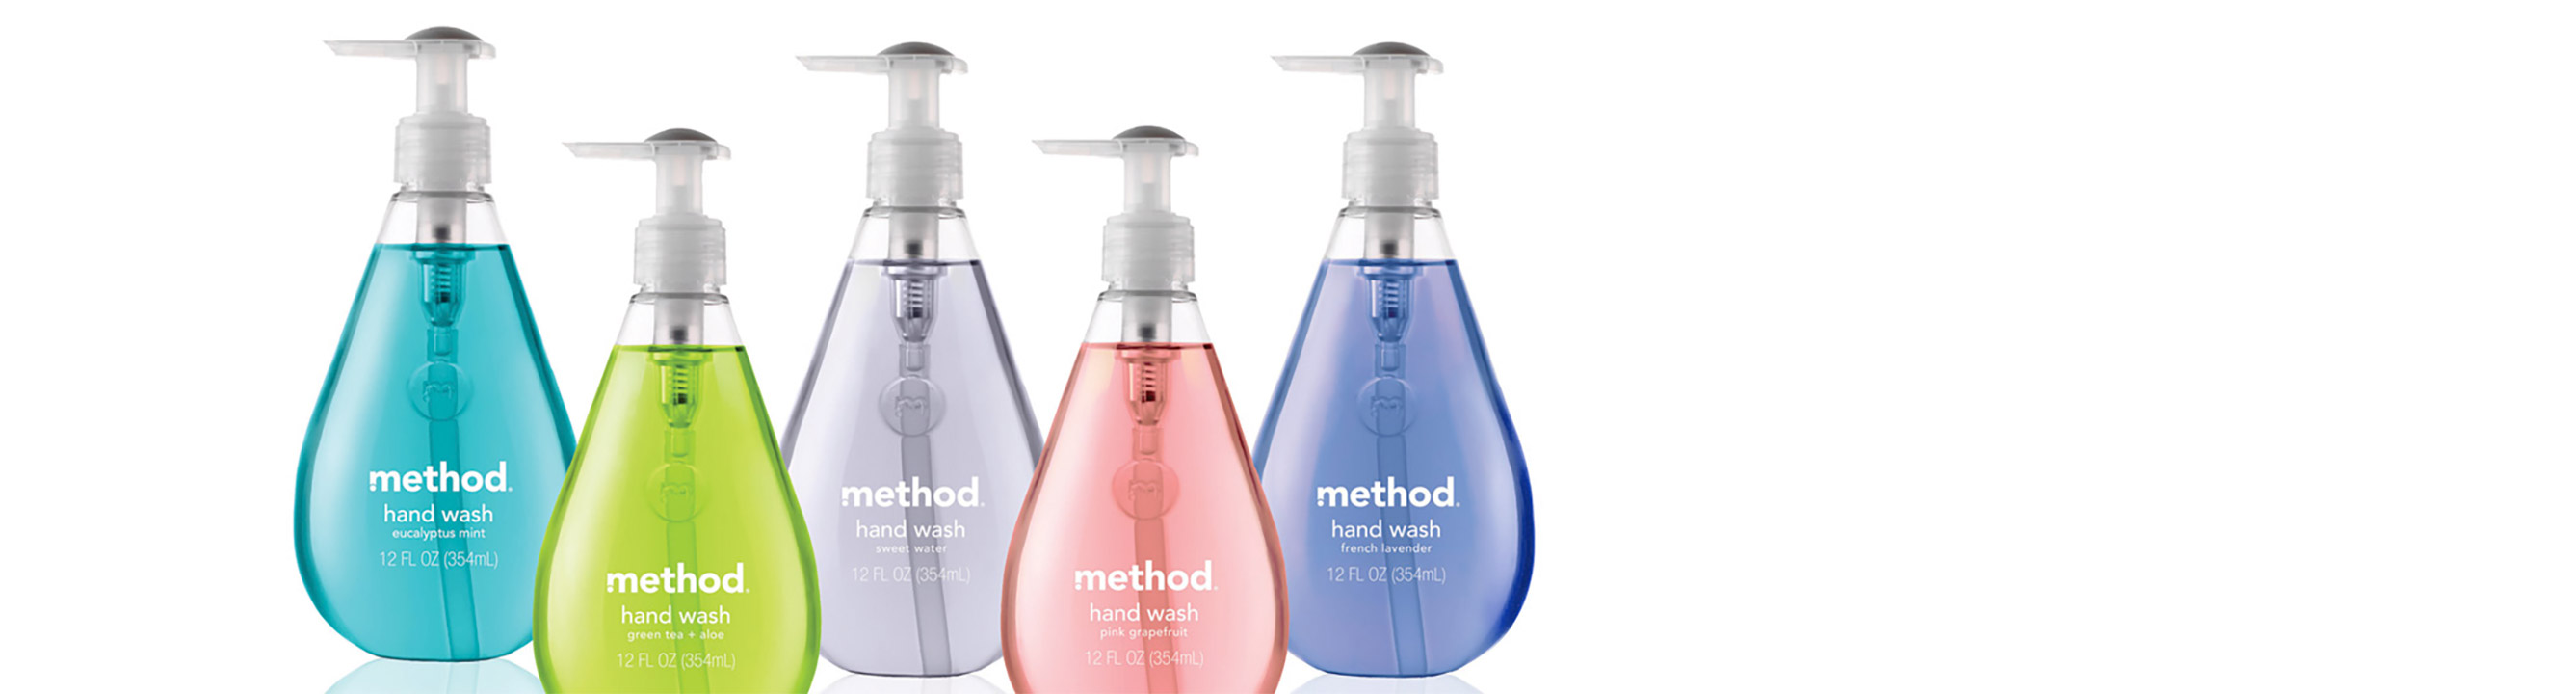 method.
hand wash
eucalyptus mint
12 FL OZ (354mL)
method.
hand wash
green tea + aloe
12 FL OZ (354mL)
method.
hand wash
sweet water
12 FL OZ (354mL)
method.
hand wash
pink grapefruit
12 FL OZ (354mL)
method.
hand wash
french lavender
12 FL OZ (354mL)